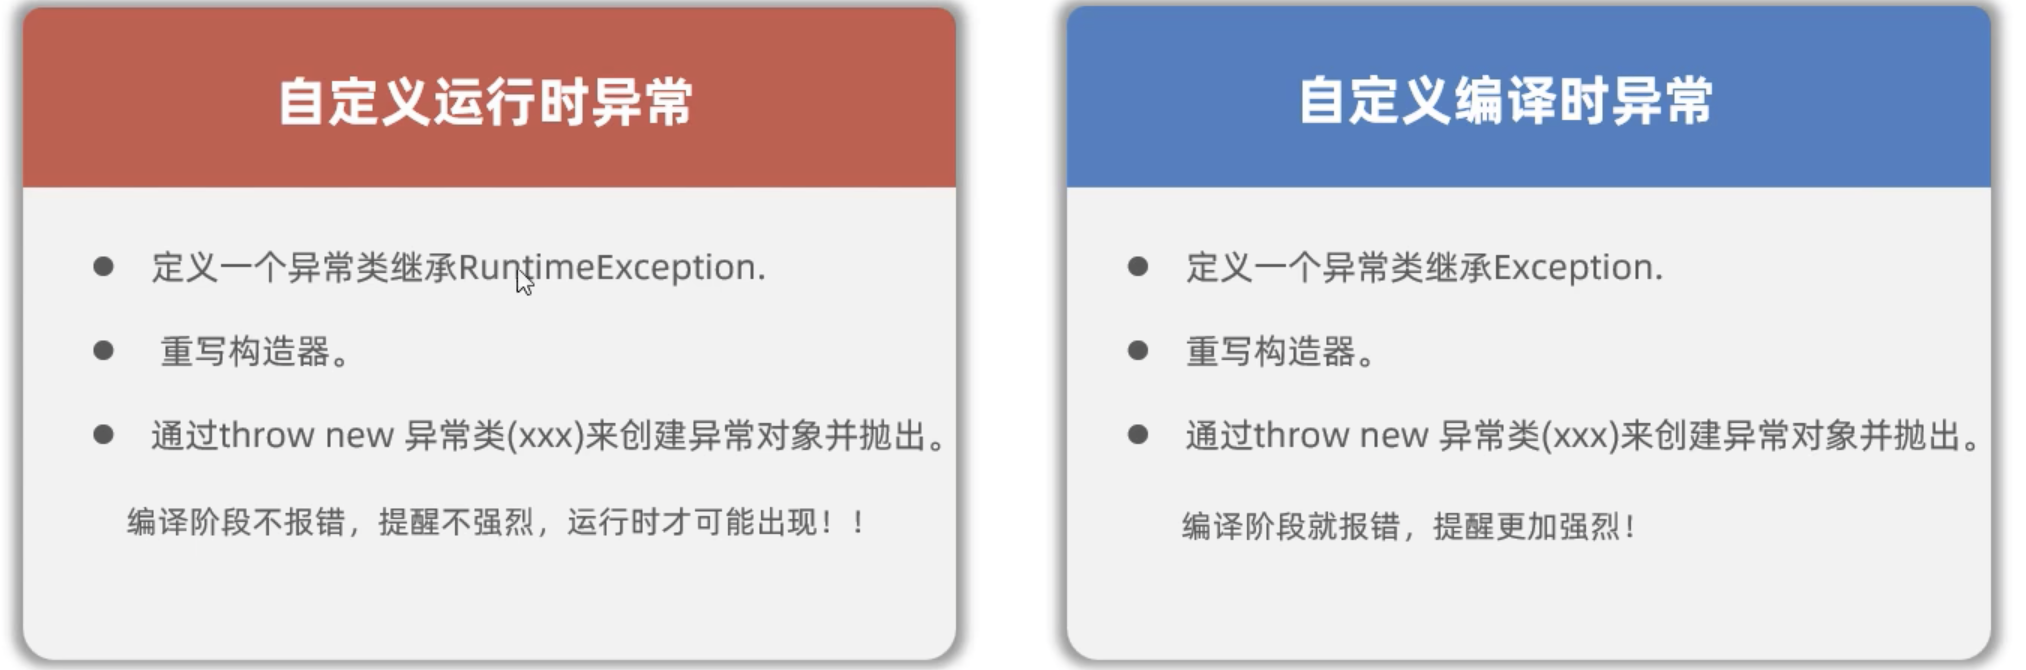 自定义运行时异常
定义一个异常类继承RuntimeException.
重写构造器。
通过throw new 异常类(xxx)来创建异常对象并抛出。
编译阶段不报错，提醒不强烈，运行时才可能出现！！
自定义编译时异常
定义一个异常类继承Exception.
重写构造器。
通过throw new 异常类(xxx)来创建异常对象并抛出。
编译阶段就报错，提醒更加强烈！